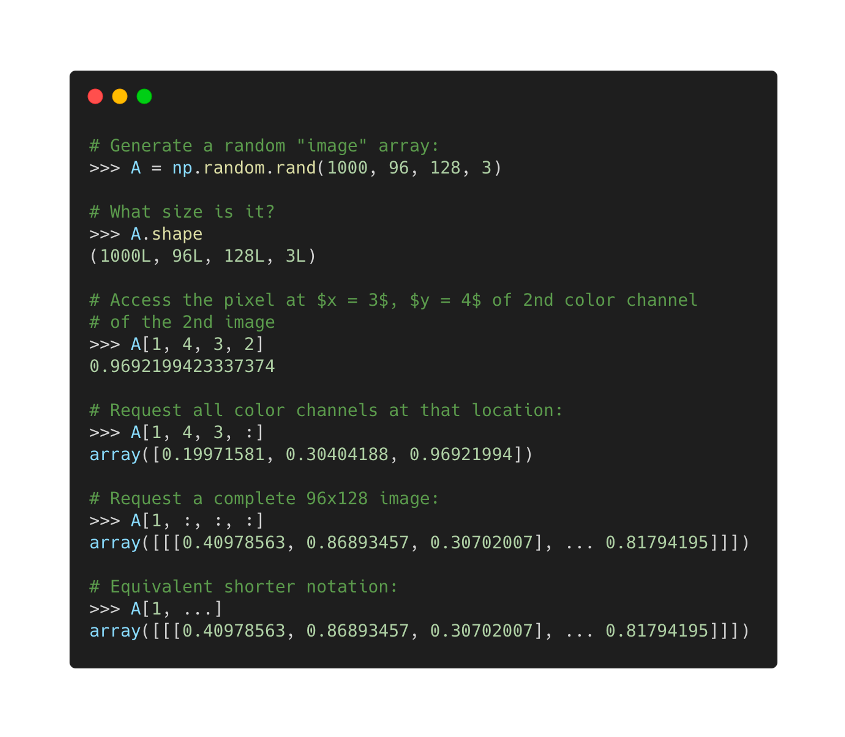 # Generate a random "image" array:
>>> A = np.random.rand(1000, 96, 128, 3)
# What size is it?
>>> A.shape
(1000L, 96L, 128L, 3L)
# Access the pixel at $x = 3$, $y = 4$ of 2nd color channel
# of the 2nd image
>>> A[1, 4, 3, 2]
0.9692199423337374
# Request all color channels at that location:
>>> A[1, 4, 3, :]
array([0.19971581, 0.30404188, 0.96921994])
# Request a complete 96x128 image:
>>> A[1, :, :, :]
array([[[0.40978563, 0.86893457, 0.30702007], ... 0.81794195]]])
# Equivalent shorter notation:
>>> A[1, ...]
array([[[0.40978563, 0.86893457, 0.30702007], ... 0.81794195]]])